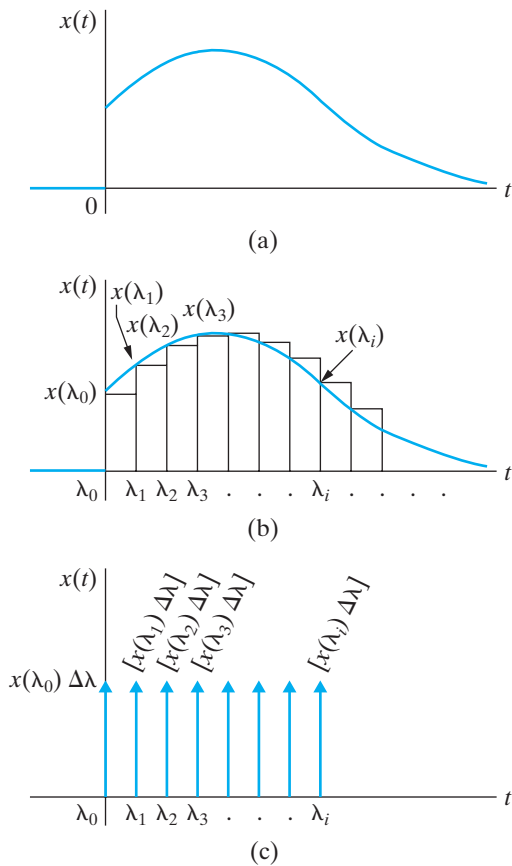 x(t)
0
t
(a)
x(t)
x(λ₁)
x(λ₂)
x(λ₃)
x(λᵢ)
x(λ₀)
t
λ₀ λ₁ λ₂ λ₃ . . . λᵢ . . . .
(b)
x(t)
[x(λ₁) Δλ]
[x(λ₂) Δλ]
[x(λ₃) Δλ]
[x(λᵢ) Δλ]
x(λ₀) Δλ
t
λ₀ λ₁ λ₂ λ₃ . . . λᵢ
(c)